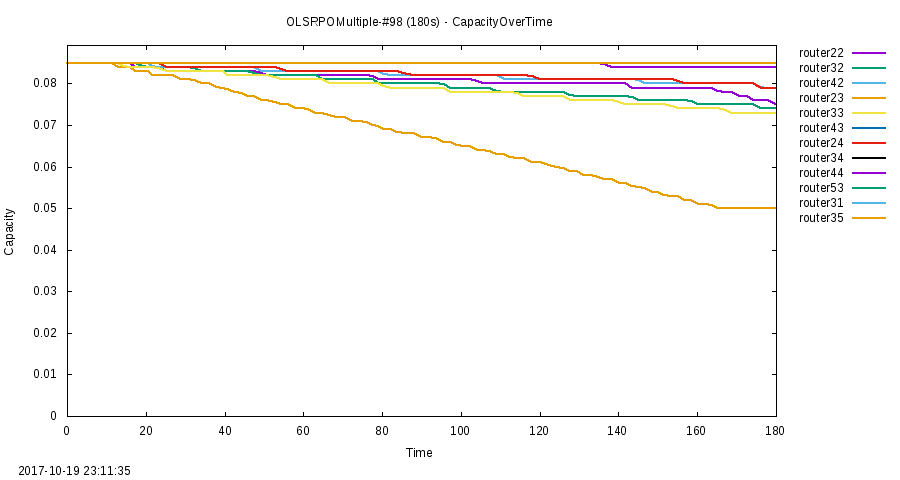 OLSRPOMultiple-#98 (180s) - CapacityOverTime
router22
router32
router42
router23
router33
router43
router24
router34
router44
router53
router31
router35
0.08
0.07
0.06
0.05
0.04
0.03
0.02
0.01
0
Capacity
0 20 40 60 80 100 120 140 160 180
Time
2017-10-19 23:11:35